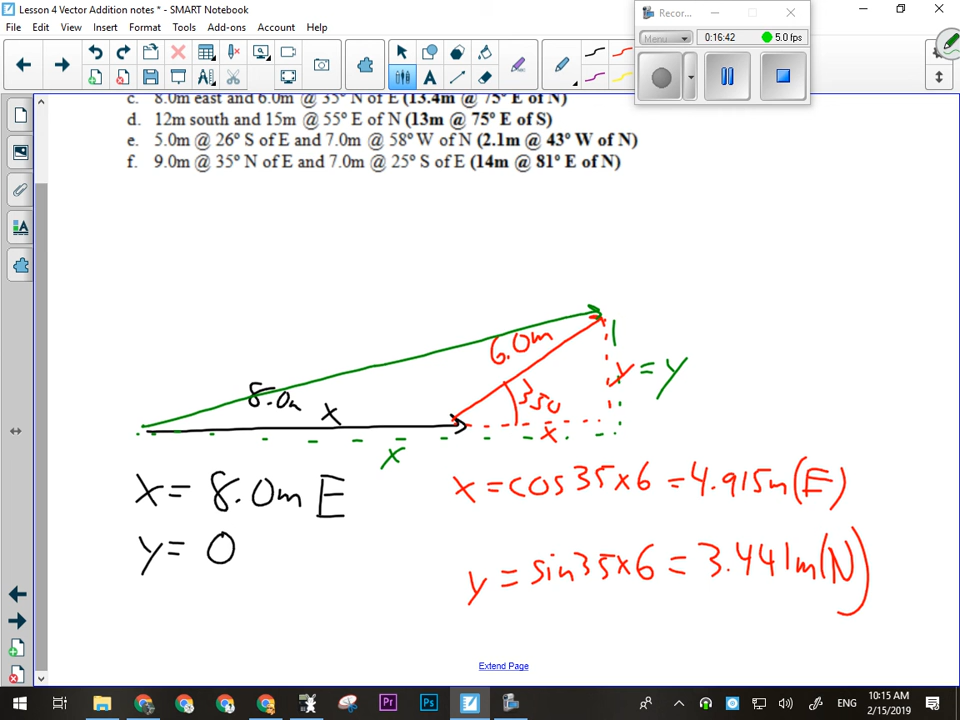 Lesson 4 Vector Addition notes * - SMART Notebook
File Edit View Insert Format Tools Add-ons Account Help
Recor...
Menu
0:16:42
5.0 fps
c. 8.0m east and 6.0m @ 35° N of E (13.4m @ 75° E of N)
d. 12m south and 15m @ 55° E of N (13m @ 75° E of S)
e. 5.0m @ 26° S of E and 7.0m @ 58° W of N (2.1m @ 43° W of N)
f. 9.0m @ 35° N of E and 7.0m @ 25° S of E (14m @ 81° E of N)
6.0m
y = y
8.0m
35°
x
x
x
x = 8.0m E
x = cos35x6 = 4.915m(E)
y = 0
y = sin35x6 = 3.441m(N)
Extend Page
Pr
Ps
ENG
10:15 AM
2/15/2019